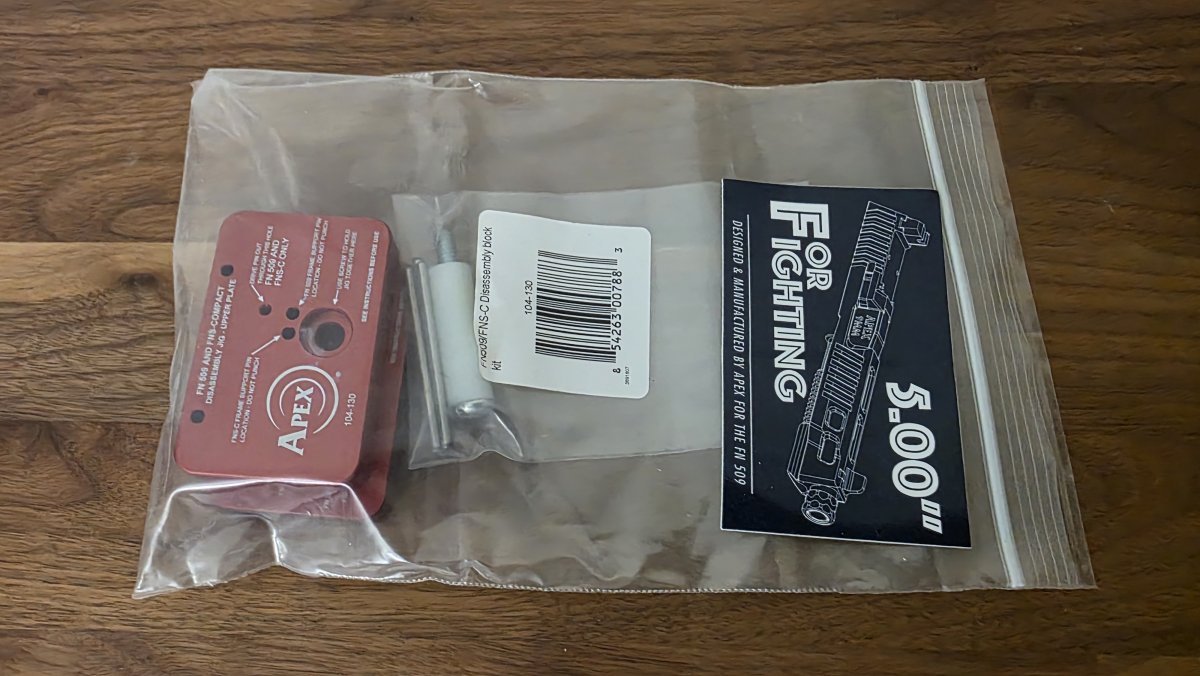 FN 509 AND FNS-COMPACT
DISASSEMBLY JIG - UPPER PLATE
FNS-C FRAME SUPPORT PIN
LOCATION - DO NOT PUNCH
DRIVE PIN OUT
THROUGH THIS HOLE
FN 509 AND
FNS-C ONLY
FN 509 FRAME SUPPORT PIN
LOCATION - DO NOT PUNCH
USE SCREW TO HOLD
JIG TOGETHER HERE
SEE INSTRUCTIONS BEFORE USE
APEX
®
104-130
FN509/FNS-C Disassembly block
kit
104-130
8 54263 00788 3
FOR
FIGHTING
DESIGNED & MANUFACTURED BY APEX FOR THE FN 509
5.00"